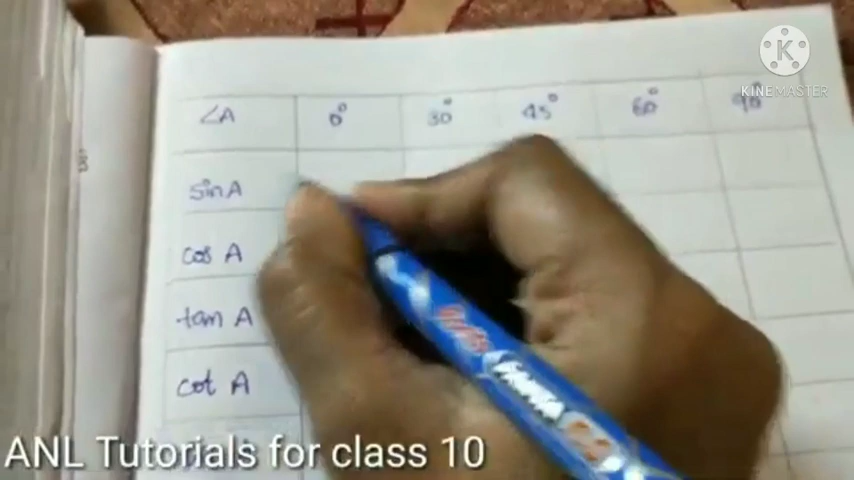 ∠A 0° 30° 45° 60° 90°
sin A
cos A
tan A
cot A
ANL Tutorials for class 10
KINEMASTER